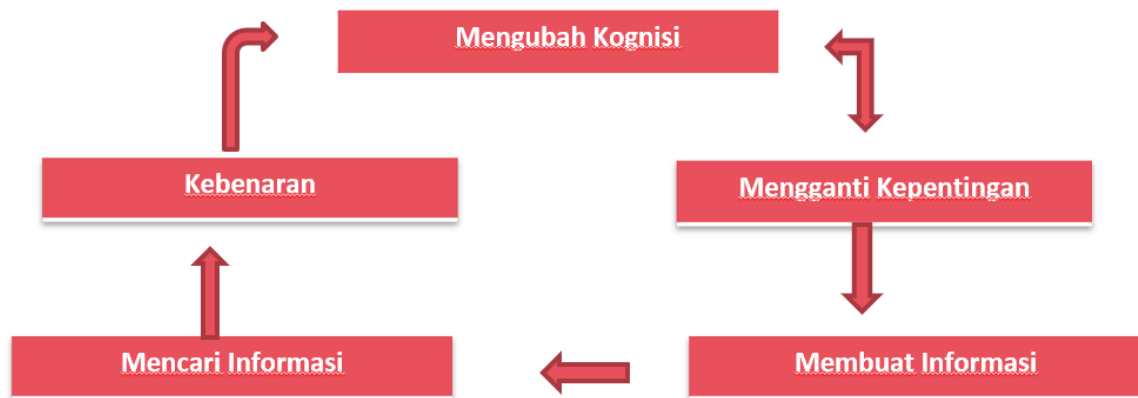 Mengubah Kognisi
Kebenaran
Mengganti Kepentingan
Mencari Informasi
Membuat Informasi